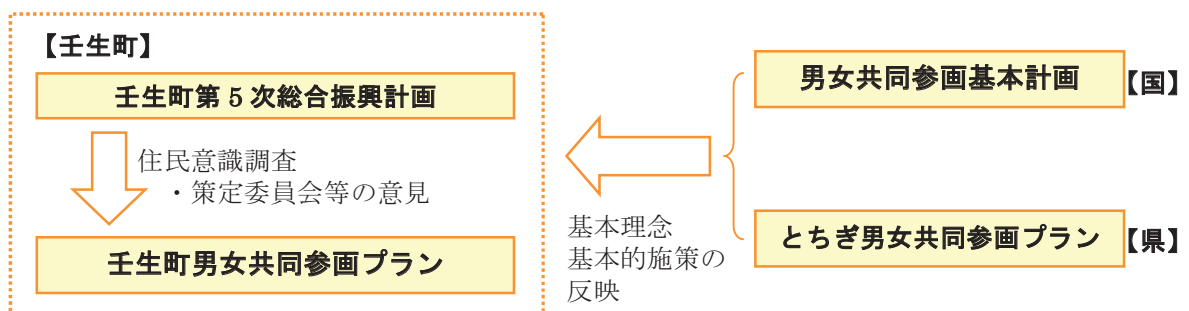 【壬生町】
壬生町第5次総合振興計画
住民意識調査
・策定委員会等の意見
壬生町男女共同参画プラン
基本理念
基本的施策の
反映
男女共同参画基本計画
【国】
とちぎ男女共同参画プラン
【県】